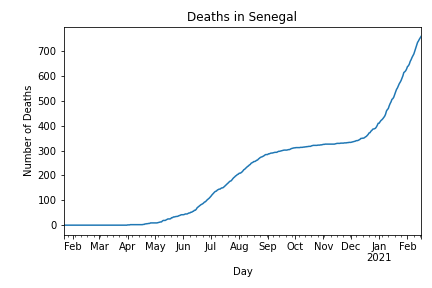 Deaths in Senegal
Number of Deaths
700
600
500
400
300
200
100
0
Feb Mar Apr May Jun Jul Aug Sep Oct Nov Dec Jan Feb
2021
Day